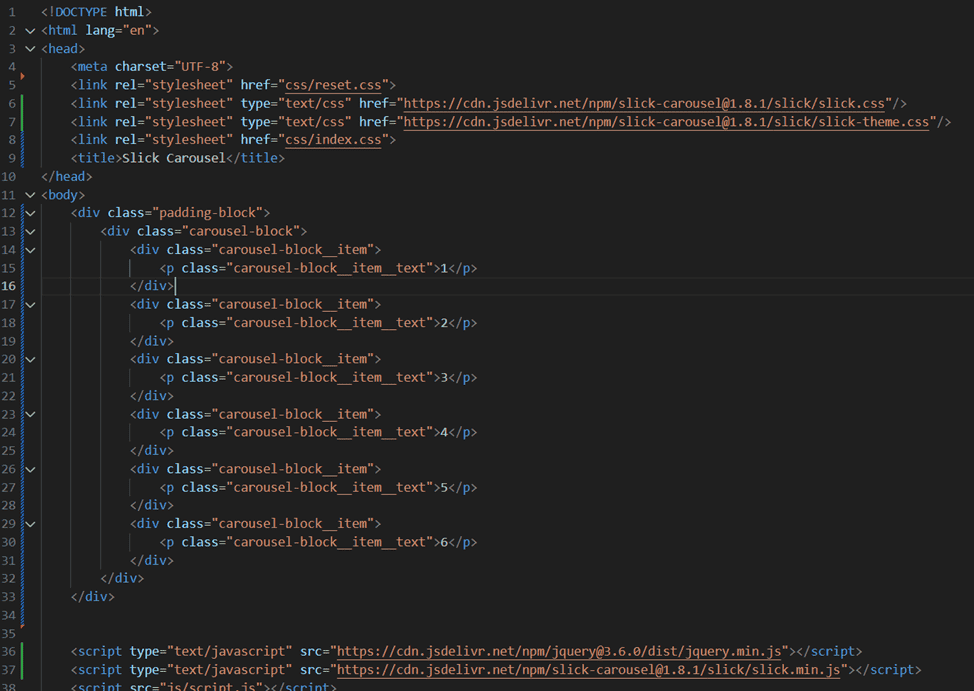 1 <!DOCTYPE html>
2 <html lang="en">
3 <head>
4     <meta charset="UTF-8">
5     <link rel="stylesheet" href="css/reset.css">
6     <link rel="stylesheet" type="text/css" href="https://cdn.jsdelivr.net/npm/slick-carousel@1.8.1/slick/slick.css"/>
7     <link rel="stylesheet" type="text/css" href="https://cdn.jsdelivr.net/npm/slick-carousel@1.8.1/slick/slick-theme.css"/>
8     <link rel="stylesheet" href="css/index.css">
9     <title>Slick Carousel</title>
10 </head>
11 <body>
12     <div class="padding-block">
13         <div class="carousel-block">
14             <div class="carousel-block__item">
15                 <p class="carousel-block__item__text">1</p>
16             </div>
17             <div class="carousel-block__item">
18                 <p class="carousel-block__item__text">2</p>
19             </div>
20             <div class="carousel-block__item">
21                 <p class="carousel-block__item__text">3</p>
22             </div>
23             <div class="carousel-block__item">
24                 <p class="carousel-block__item__text">4</p>
25             </div>
26             <div class="carousel-block__item">
27                 <p class="carousel-block__item__text">5</p>
28             </div>
29             <div class="carousel-block__item">
30                 <p class="carousel-block__item__text">6</p>
31             </div>
32         </div>
33     </div>
34
35
36     <script type="text/javascript" src="https://cdn.jsdelivr.net/npm/jquery@3.6.0/dist/jquery.min.js"></script>
37     <script type="text/javascript" src="https://cdn.jsdelivr.net/npm/slick-carousel@1.8.1/slick/slick.min.js"></script>
38     <script src="js/script.js"></script>